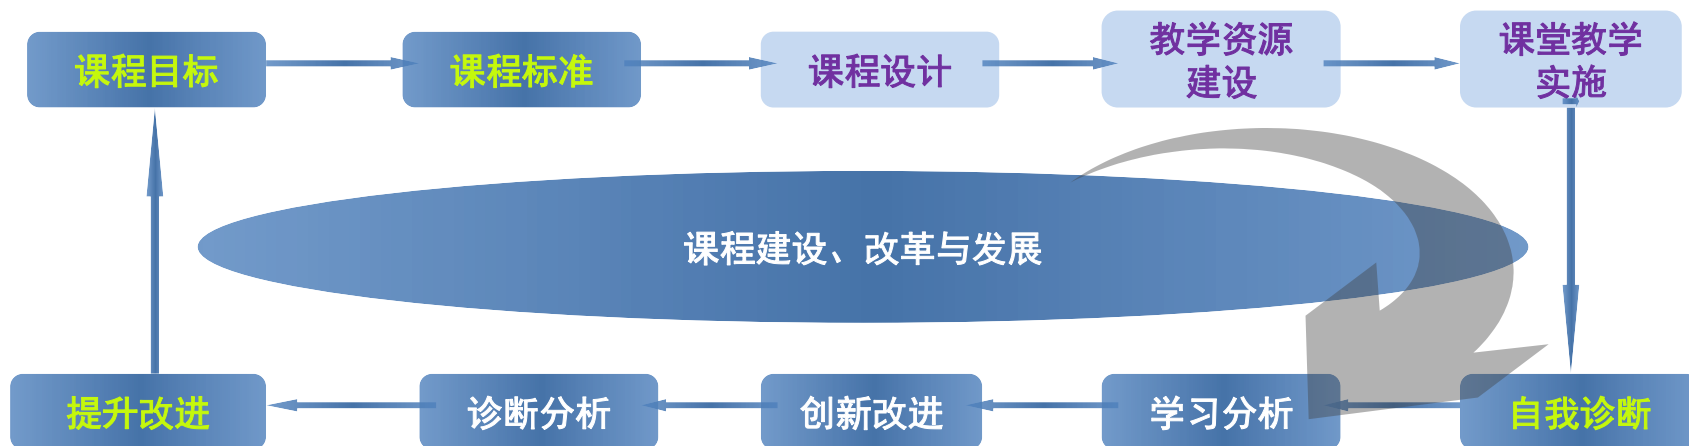 课程目标
课程标准
课程设计
教学资源
建设
课堂教学
实施
课程建设、改革与发展
提升改进
诊断分析
创新改进
学习分析
自我诊断